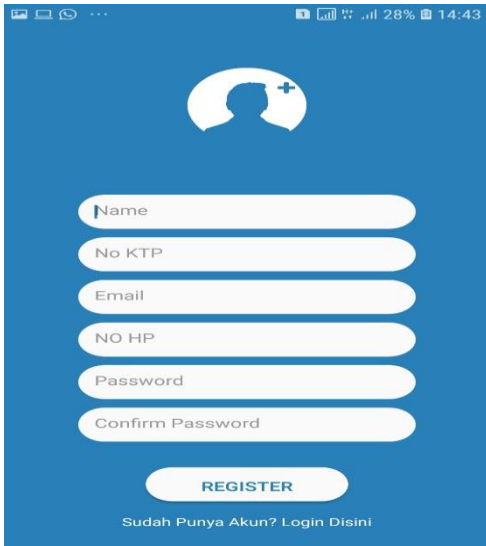 28% 14:43
Name
No KTP
Email
NO HP
Password
Confirm Password
REGISTER
Sudah Punya Akun? Login Disini